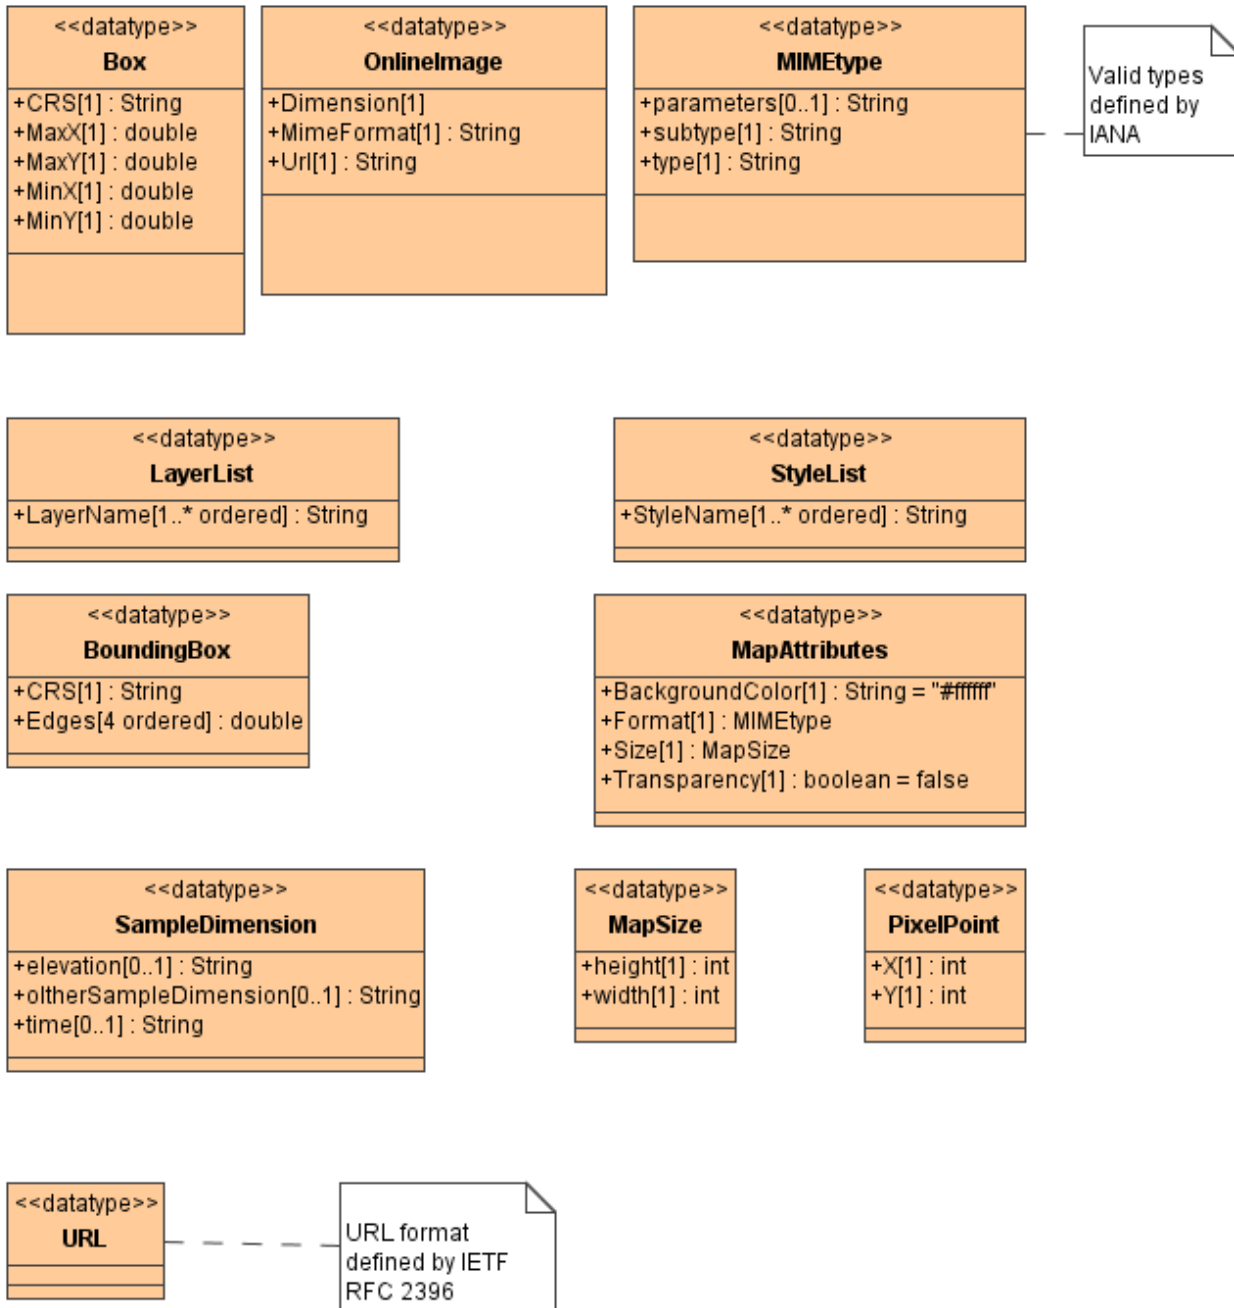 <<datatype>>
Box
+CRS[1] : String
+MaxX[1] : double
+MaxY[1] : double
+MinX[1] : double
+MinY[1] : double
<<datatype>>
OnlineImage
+Dimension[1]
+MimeFormat[1] : String
+Url[1] : String
<<datatype>>
MIMEtype
+parameters[0..1] : String
+subtype[1] : String
+type[1] : String
Valid types
defined by
IANA
<<datatype>>
LayerList
+LayerName[1..* ordered] : String
<<datatype>>
StyleList
+StyleName[1..* ordered] : String
<<datatype>>
BoundingBox
+CRS[1] : String
+Edges[4 ordered] : double
<<datatype>>
MapAttributes
+BackgroundColor[1] : String = "#ffffff"
+Format[1] : MIMEtype
+Size[1] : MapSize
+Transparency[1] : boolean = false
<<datatype>>
SampleDimension
+elevation[0..1] : String
+oltherSampleDimension[0..1] : String
+time[0..1] : String
<<datatype>>
MapSize
+height[1] : int
+width[1] : int
<<datatype>>
PixelPoint
+X[1] : int
+Y[1] : int
<<datatype>>
URL
URL format
defined by IETF
RFC 2396